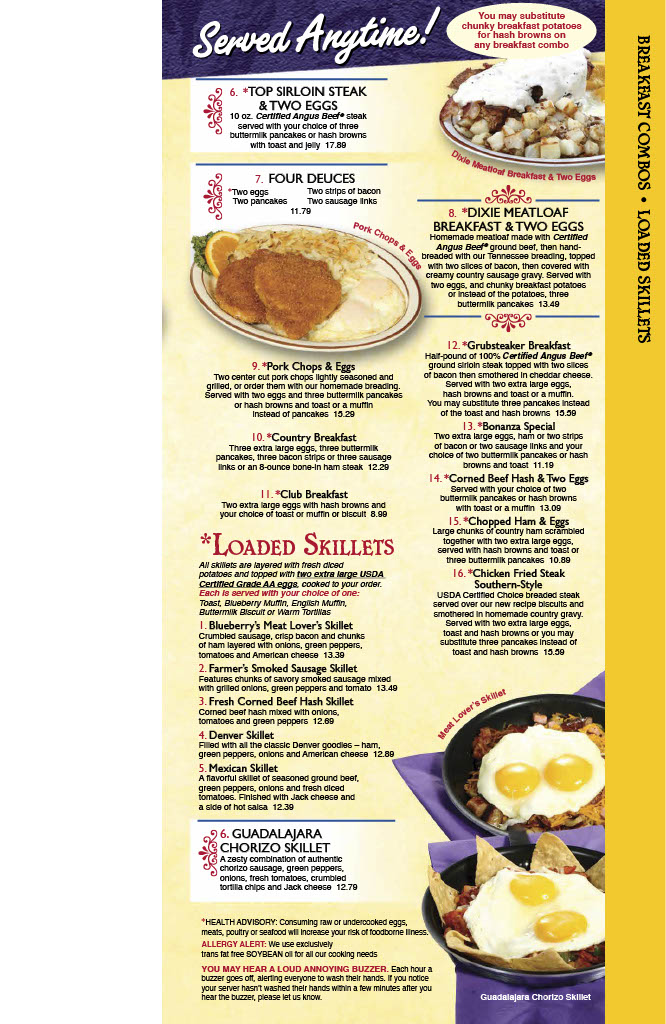 Served Anytime!
You may substitute
chunky breakfast potatoes
for hash browns on
any breakfast combo
BREAKFAST COMBOS • LOADED SKILLETS
6. *TOP SIRLOIN STEAK
& TWO EGGS
10 oz. Certified Angus Beef® steak
served with your choice of three
buttermilk pancakes or hash browns
with toast and jelly 17.89
Dixie Meatloaf Breakfast & Two Eggs
7. FOUR DEUCES
*Two eggs Two strips of bacon
Two pancakes Two sausage links
11.79
Pork Chops & Eggs
8. *DIXIE MEATLOAF
BREAKFAST & TWO EGGS
Homemade meatloaf made with Certified
Angus Beef® ground beef, then hand-
breaded with our Tennessee breading, topped
with two slices of bacon, then covered with
creamy country sausage gravy. Served with
two eggs, and chunky breakfast potatoes
or instead of the potatoes, three
buttermilk pancakes 13.49
9. *Pork Chops & Eggs
Two center cut pork chops lightly seasoned and
grilled, or order them with our homemade breading.
Served with two eggs and three buttermilk pancakes
or hash browns and toast or a muffin
instead of pancakes 15.29
10. *Country Breakfast
Three extra large eggs, three buttermilk
pancakes, three bacon strips or three sausage
links or an 8-ounce bone-in ham steak 12.29
11. *Club Breakfast
Two extra large eggs with hash browns and
your choice of toast or muffin or biscuit 8.99
12. *Grubsteaker Breakfast
Half-pound of 100% Certified Angus Beef®
ground sirloin steak topped with two slices
of bacon then smothered in cheddar cheese.
Served with two extra large eggs,
hash browns and toast or a muffin.
You may substitute three pancakes instead
of the toast and hash browns 15.59
13. *Bonanza Special
Two extra large eggs, ham or two strips
of bacon or two sausage links and your
choice of two buttermilk pancakes or hash
browns and toast 11.19
14. *Corned Beef Hash & Two Eggs
Served with your choice of two
buttermilk pancakes or hash browns
with toast or a muffin 13.09
15. *Chopped Ham & Eggs
Large chunks of country ham scrambled
together with two extra large eggs,
served with hash browns and toast or
three buttermilk pancakes 10.89
16. *Chicken Fried Steak
Southern-Style
USDA Certified Choice breaded steak
served over our new recipe biscuits and
smothered in homemade country gravy.
Served with two extra large eggs,
toast and hash browns or you may
substitute three pancakes instead of
toast and hash browns 15.59
*LOADED SKILLETS
All skillets are layered with fresh diced
potatoes and topped with two extra large USDA
Certified Grade AA eggs, cooked to your order.
Each is served with your choice of one:
Toast, Blueberry Muffin, English Muffin,
Buttermilk Biscuit or Warm Tortillas
1. Blueberry's Meat Lover's Skillet
Crumbled sausage, crisp bacon and chunks
of ham layered with onions, green peppers,
tomatoes and American cheese 13.39
2. Farmer's Smoked Sausage Skillet
Features chunks of savory smoked sausage mixed
with grilled onions, green peppers and tomato 13.49
3. Fresh Corned Beef Hash Skillet
Corned beef hash mixed with onions,
tomatoes and green peppers 12.69
4. Denver Skillet
Filled with all the classic Denver goodies – ham,
green peppers, onions and American cheese 12.89
5. Mexican Skillet
A flavorful skillet of seasoned ground beef,
green peppers, onions and fresh diced
tomatoes. Finished with Jack cheese and
a side of hot salsa 12.39
Meat Lover's Skillet
6. GUADALAJARA
CHORIZO SKILLET
A zesty combination of authentic
chorizo sausage, green peppers,
onions, fresh tomatoes, crumbled
tortilla chips and Jack cheese 12.79
*HEALTH ADVISORY: Consuming raw or undercooked eggs,
meats, poultry or seafood will increase your risk of foodborne illness.
ALLERGY ALERT: We use exclusively
trans fat free SOYBEAN oil for all our cooking needs
YOU MAY HEAR A LOUD ANNOYING BUZZER. Each hour a
buzzer goes off, alerting everyone to wash their hands. If you notice
your server hasn't washed their hands within a few minutes after you
hear the buzzer, please let us know.
Guadalajara Chorizo Skillet